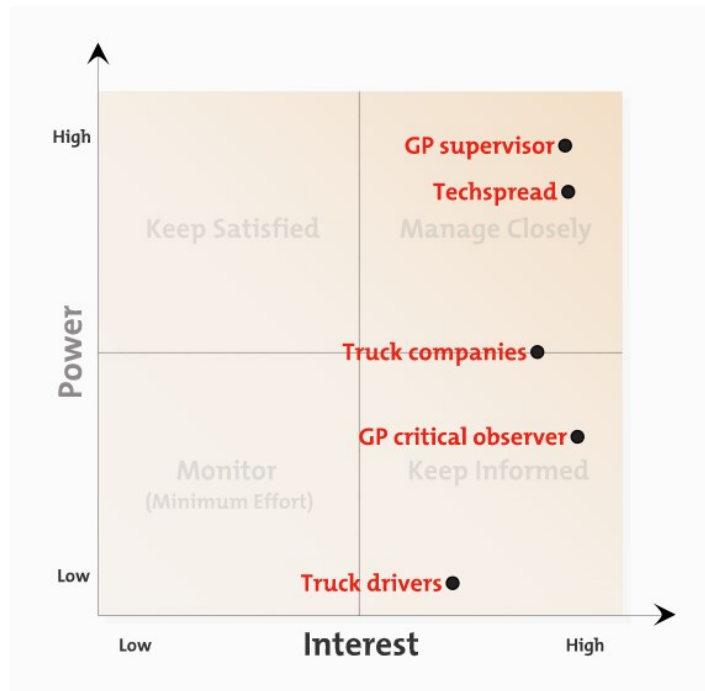 High
GP supervisor
Techspread
Keep Satisfied
Manage Closely
Power
Truck companies
GP critical observer
Monitor
(Minimum Effort)
Keep Informed
Low
Truck drivers
Low
Interest
High